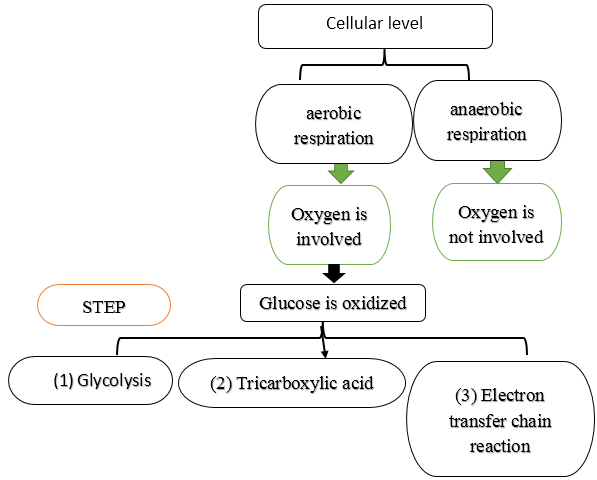 Cellular level
aerobic
respiration
anaerobic
respiration
Oxygen is
involved
Oxygen is
not involved
Glucose is oxidized
STEP
(1) Glycolysis
(2) Tricarboxylic acid
(3) Electron
transfer chain
reaction